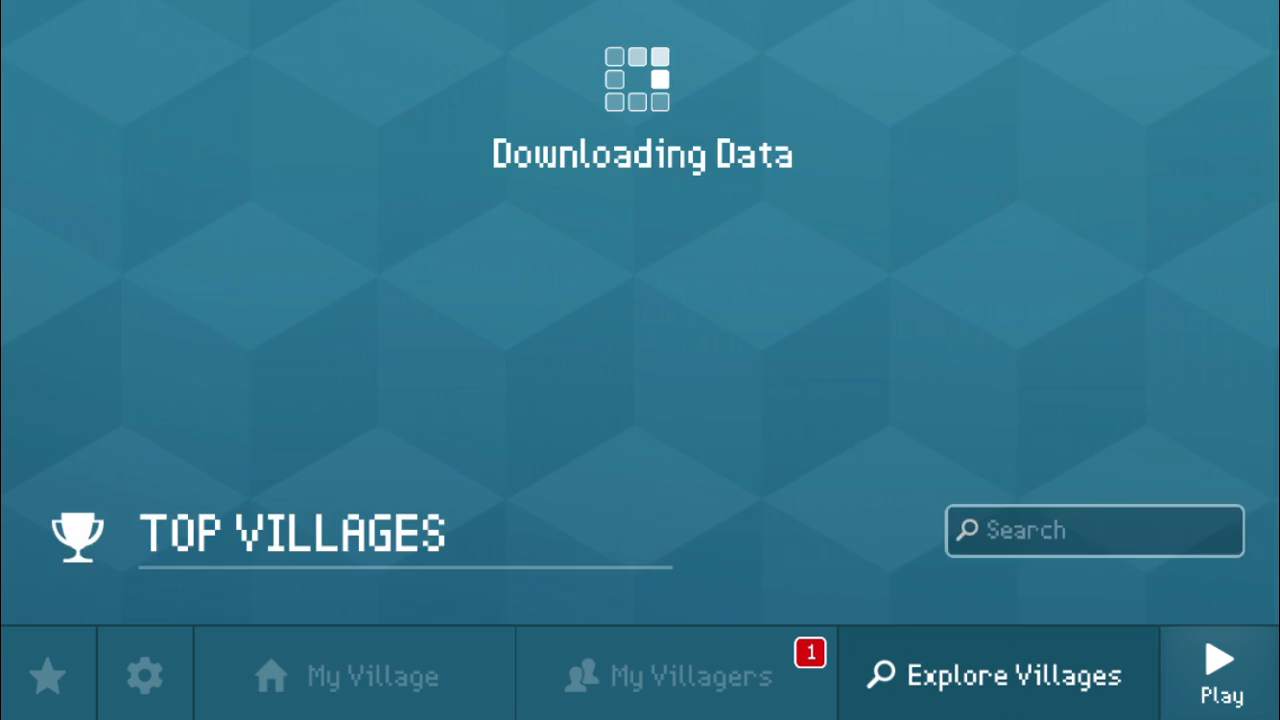 Downloading Data
TOP VILLAGES
Search
My Village
My Villagers
1
Explore Villages
Play